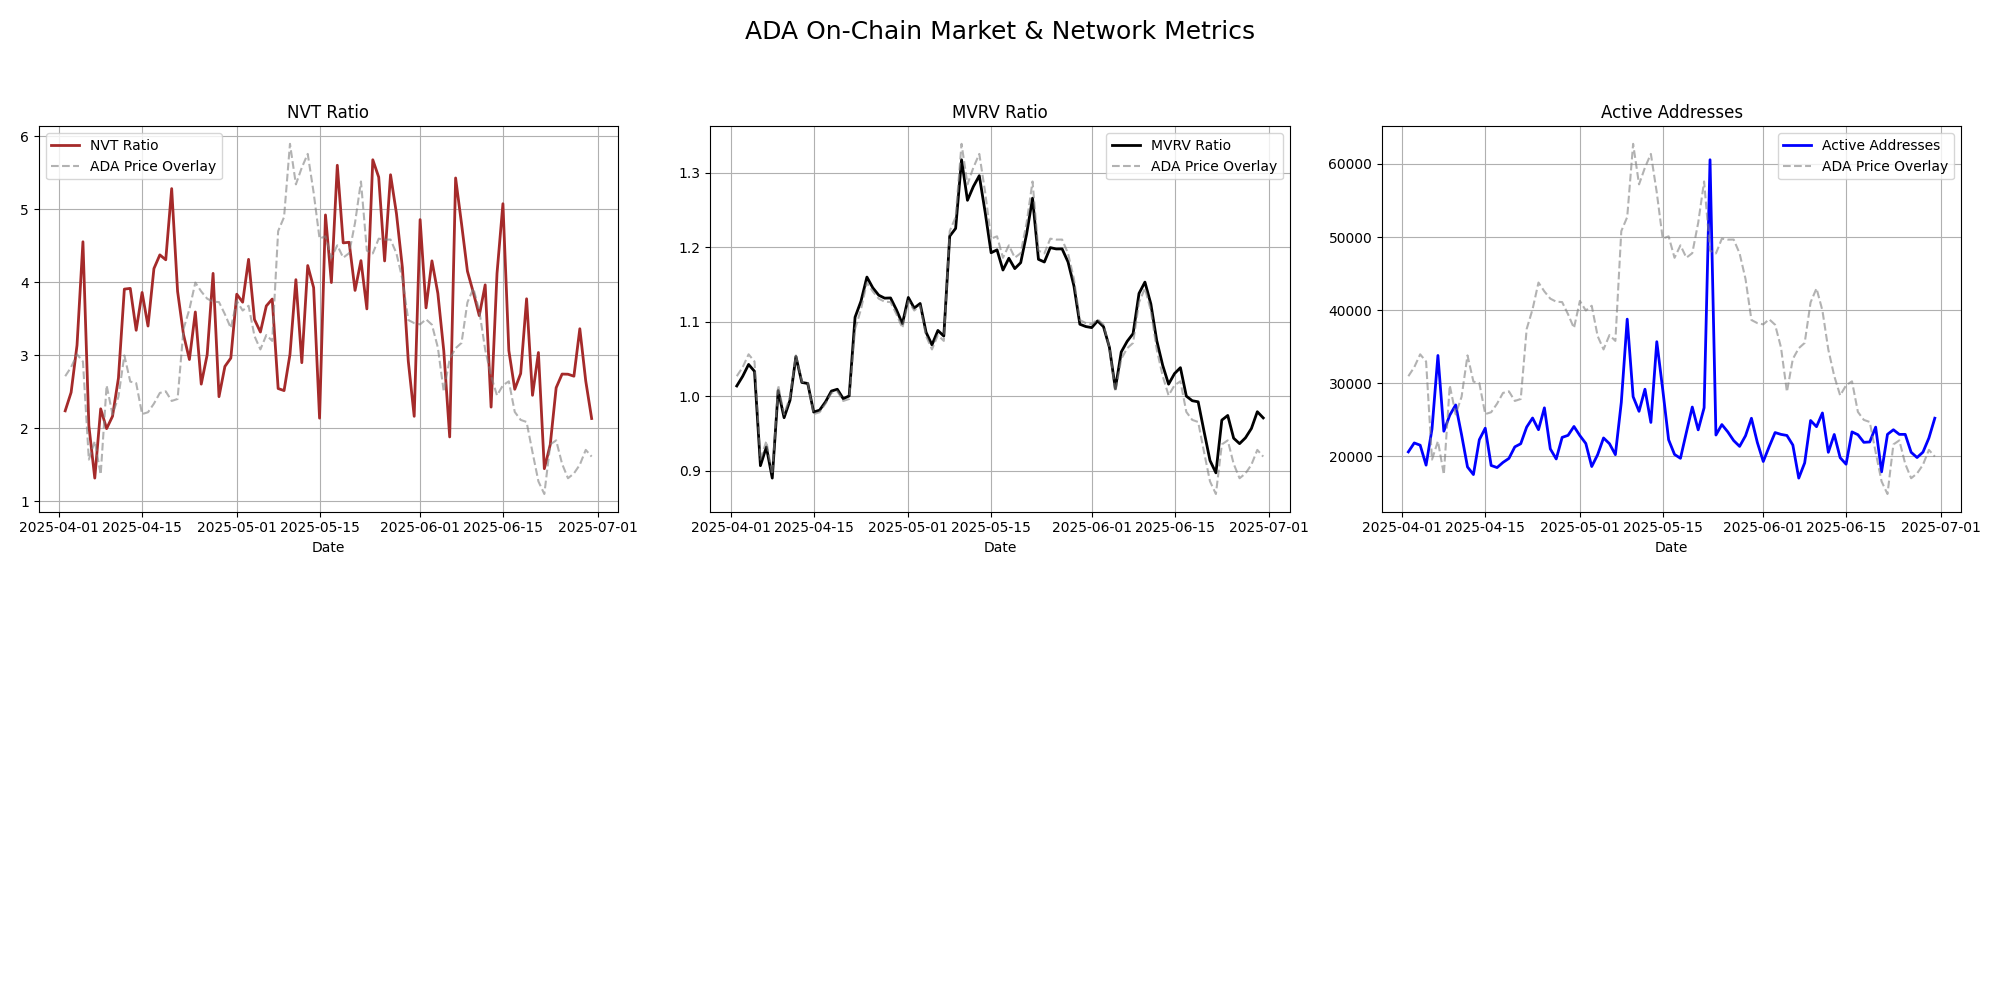 ADA On-Chain Market & Network Metrics
NVT Ratio
NVT Ratio
ADA Price Overlay
6
5
4
3
2
1
2025-04-01 2025-04-15 2025-05-01 2025-05-15 2025-06-01 2025-06-15 2025-07-01
Date
MVRV Ratio
MVRV Ratio
ADA Price Overlay
1.3
1.2
1.1
1.0
0.9
2025-04-01 2025-04-15 2025-05-01 2025-05-15 2025-06-01 2025-06-15 2025-07-01
Date
Active Addresses
Active Addresses
ADA Price Overlay
60000
50000
40000
30000
20000
2025-04-01 2025-04-15 2025-05-01 2025-05-15 2025-06-01 2025-06-15 2025-07-01
Date